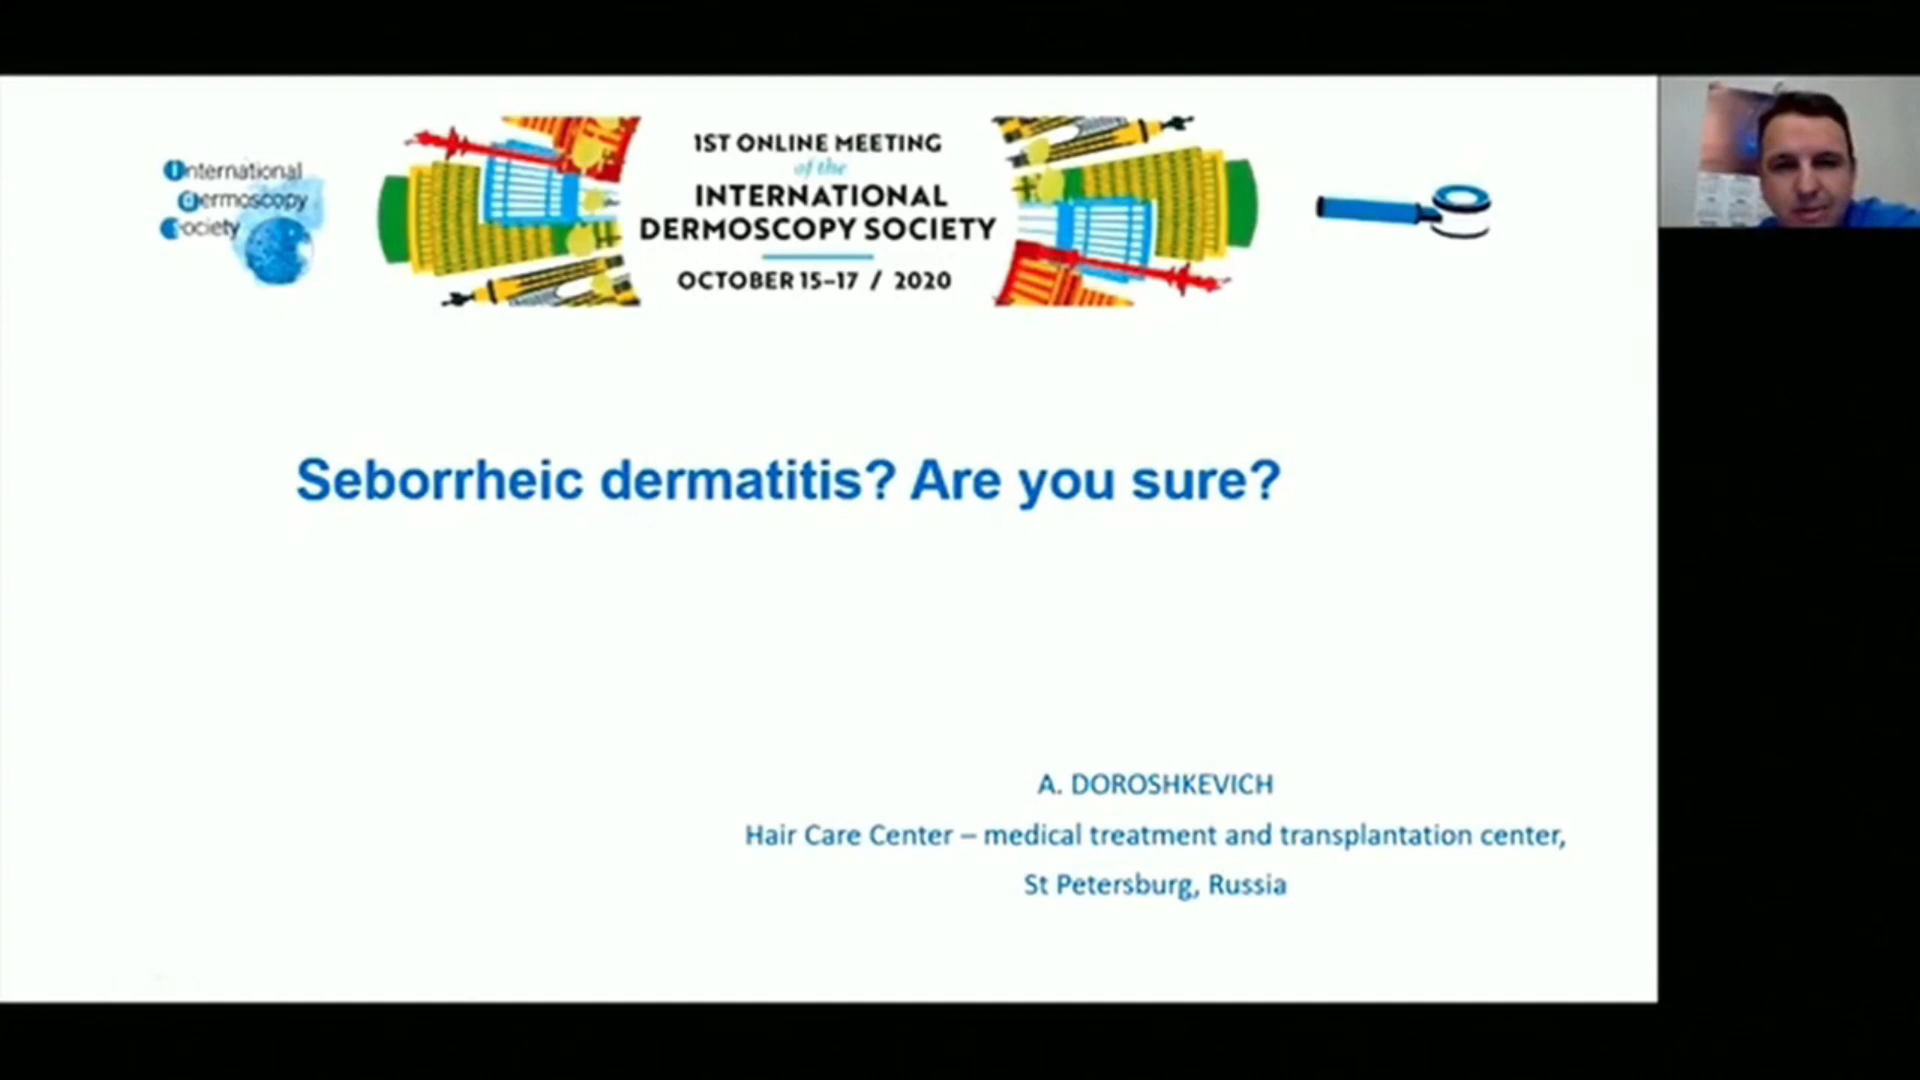 International
dermoscopy
Society
1ST ONLINE MEETING
of the
INTERNATIONAL
DERMOSCOPY SOCIETY
OCTOBER 15–17 / 2020
Seborrheic dermatitis? Are you sure?
A. DOROSHKEVICH
Hair Care Center – medical treatment and transplantation center,
St Petersburg, Russia